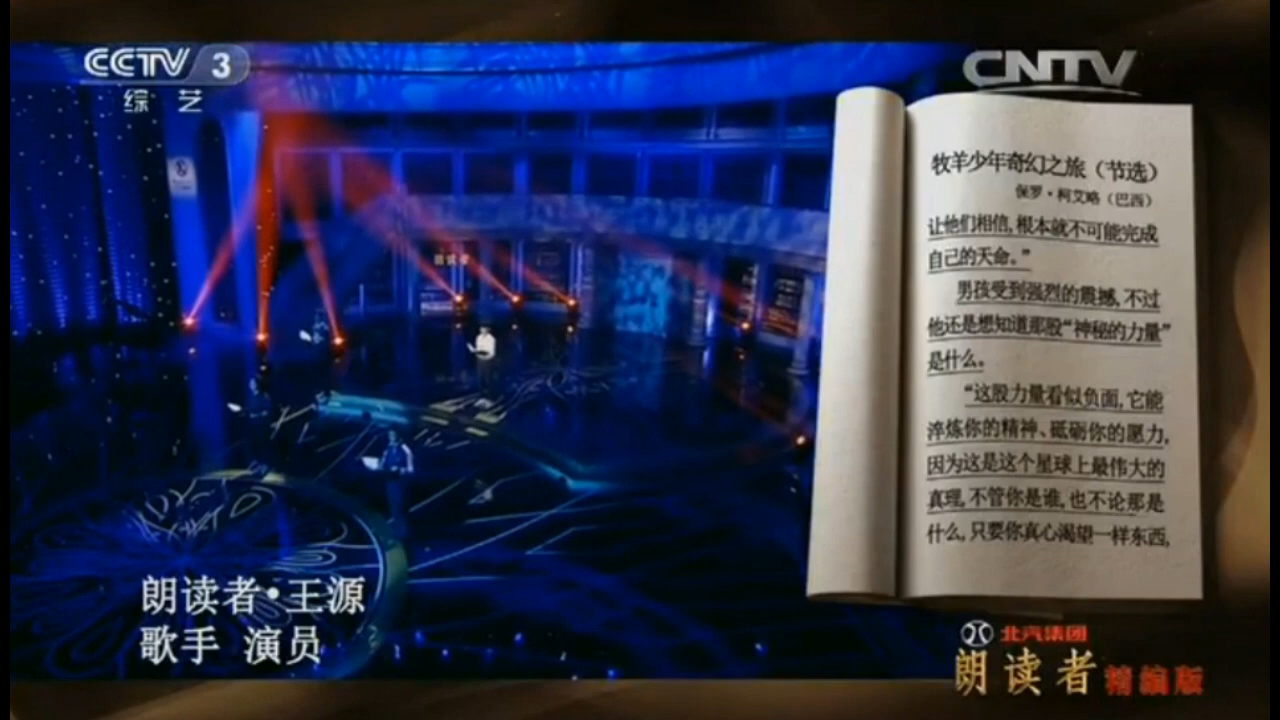 CCTV 3
综艺
CNTV
朗读者
牧羊少年奇幻之旅（节选）
保罗·柯艾略（巴西）
让他们相信，根本就不可能完成
自己的天命。”
男孩受到强烈的震撼，不过
他还是想知道那股“神秘的力量”
是什么。
“这股力量看似负面，它能
淬炼你的精神、砥砺你的愿力，
因为这是这个星球上最伟大的
真理，不管你是谁，也不论那是
什么，只要你真心渴望一样东西，
朗读者·王源
歌手 演员
北汽集团
朗读者 精编版